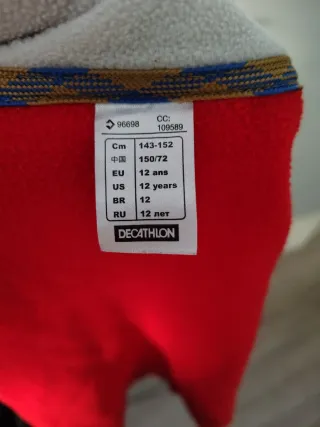 96698 CC: 109589
Cm 143-152
中国 150/72
EU 12 ans
US 12 years
BR 12
RU 12 лет
DECATHLON